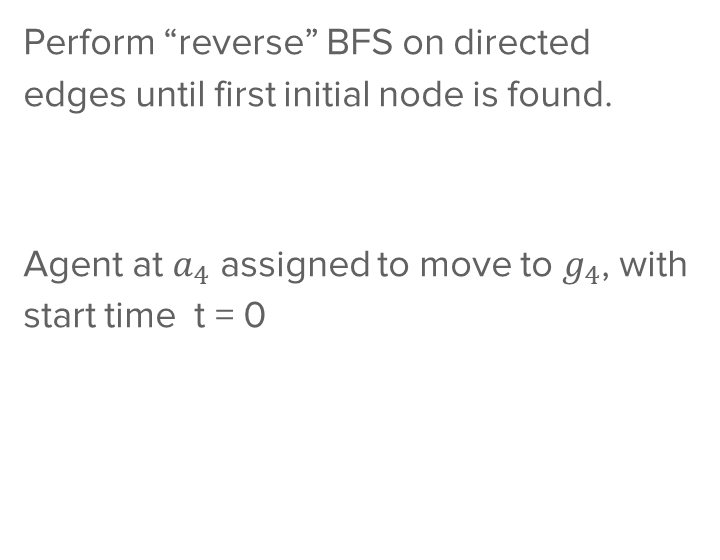 Perform “reverse” BFS on directed
edges until first initial node is found.
Agent at a₄ assigned to move to g₄, with
start time t = 0